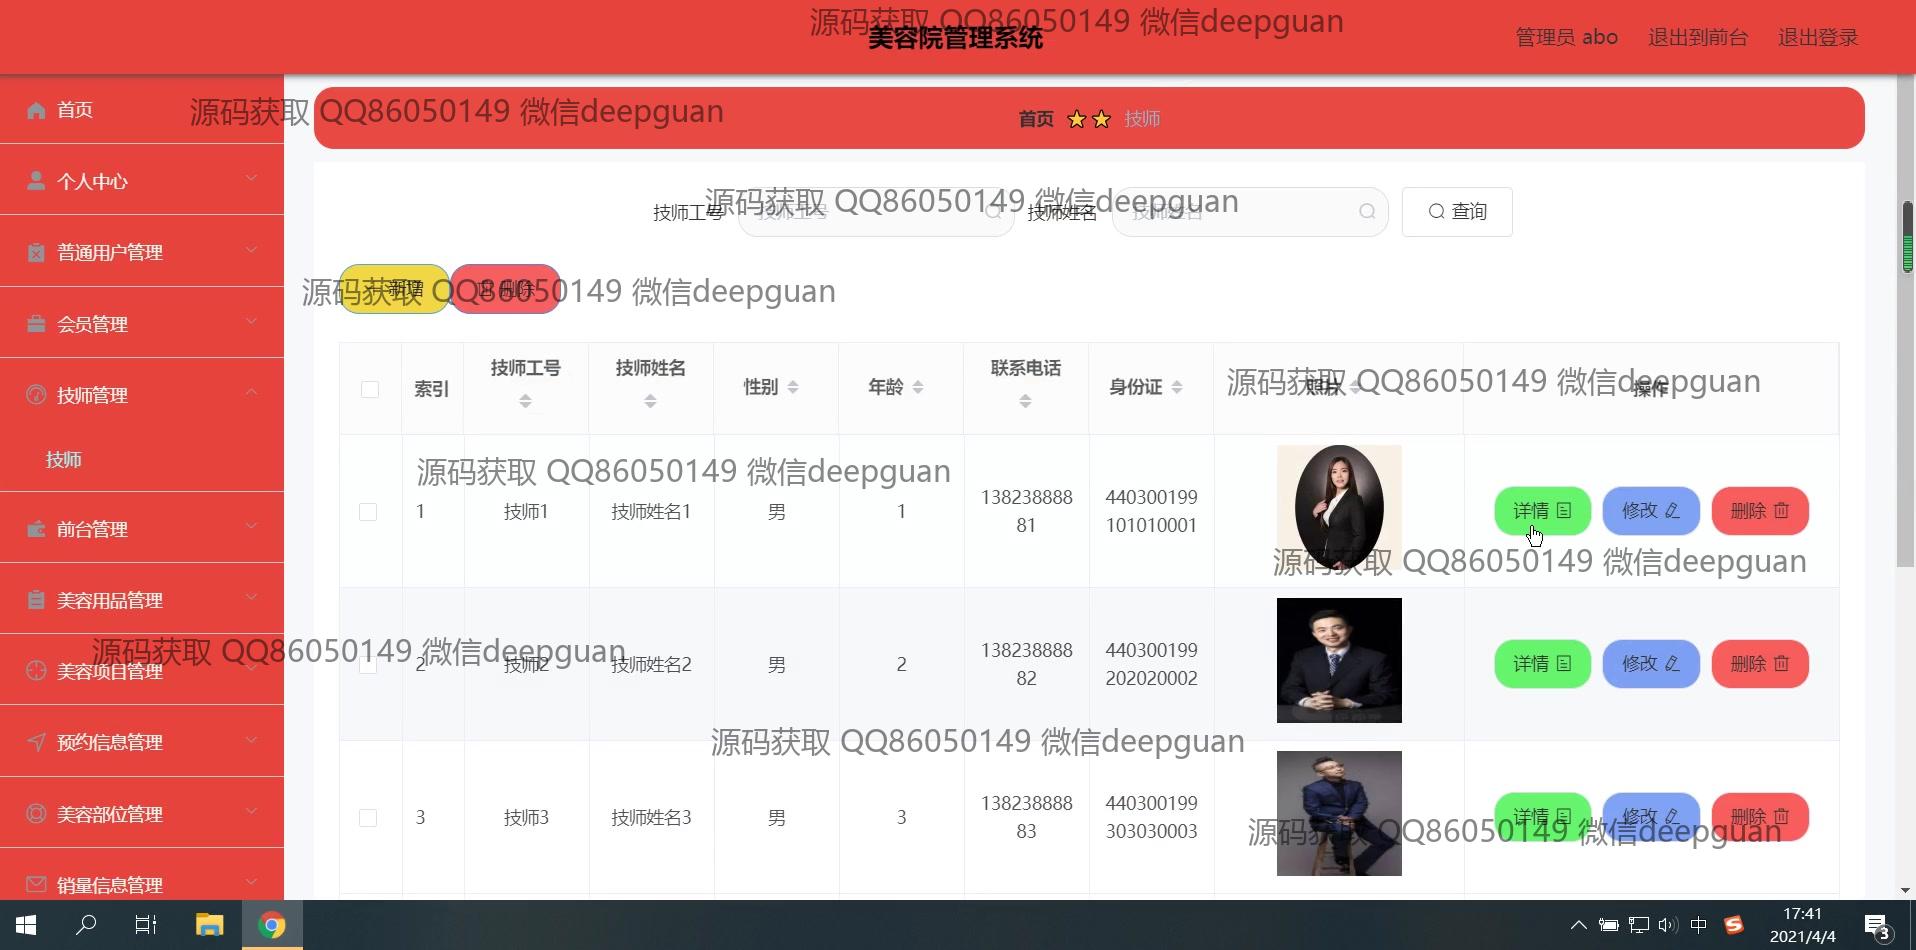 源码获取 QQ86050149 微信deepguan
美容院管理系统
管理员 abo 退出到前台 退出登录
首页
源码获取 QQ86050149 微信deepguan
首页 技师
个人中心
源码获取 QQ86050149 微信deepguan
技师工号 技师工号 技师姓名 技师姓名 查询
普通用户管理
新增 删除
源码获取 QQ86050149 微信deepguan
会员管理
技师管理
技师
前台管理
美容用品管理
美容项目管理
预约信息管理
美容部位管理
销量信息管理
索引 技师工号 技师姓名 性别 年龄 联系电话 身份证 照片 操作
源码获取 QQ86050149 微信deepguan
源码获取 QQ86050149 微信deepguan
1 技师1 技师姓名1 男 1 138238888 440300199 详情 修改 删除
81 101010001
源码获取 QQ86050149 微信deepguan
源码获取 QQ86050149 微信deepguan
2 技师2 技师姓名2 男 2 138238888 440300199 详情 修改 删除
82 202020002
源码获取 QQ86050149 微信deepguan
3 技师3 技师姓名3 男 3 138238888 440300199 详情 修改 删除
83 303030003
源码获取 QQ86050149 微信deepguan
中 17:41
2021/4/4 3